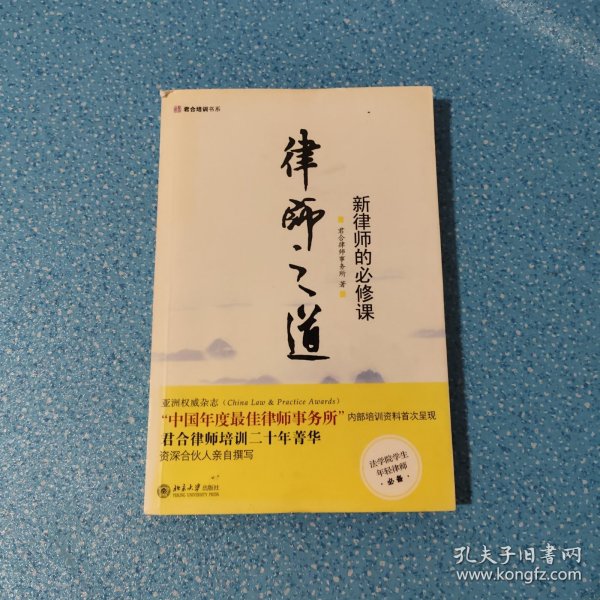 君合培训书系
律师之道
新律师的必修课
君合律师事务所 著
亚洲权威杂志（China Law & Practice Awards）
“中国年度最佳律师事务所”内部培训资料首次呈现
君合律师培训二十年菁华
资深合伙人亲自撰写
法学院学生
年轻律师
·必备·
北京大学出版社
PEKING UNIVERSITY PRESS
孔夫子旧书网
www.kongfz.com